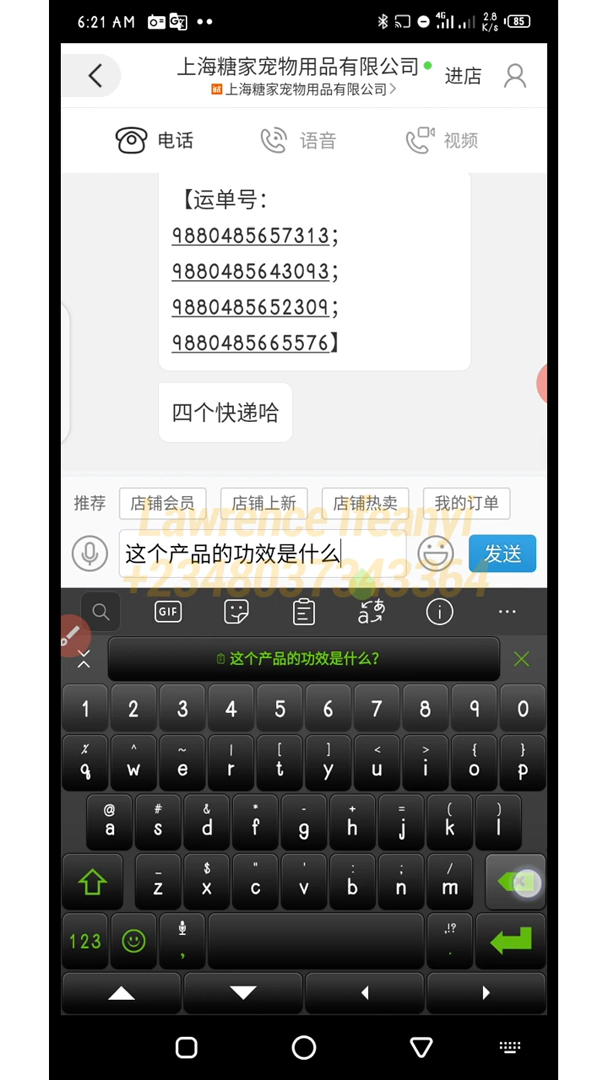 6:21 AM
4G
2.8
K/s
85
上海糖家宠物用品有限公司
进店
上海糖家宠物用品有限公司
电话
语音
视频
【运单号：
9880485657313;
9880485643093;
9880485652309;
9880485665576】
四个快递哈
推荐
店铺会员
店铺上新
店铺热卖
我的订单
Lawrence Ifeanyi
这个产品的功效是什么
发送
+2348037343364
GIF
这个产品的功效是什么？
1 2 3 4 5 6 7 8 9 0
% ^ ~ | [ ] < > { }
q w e r t y u i o p
@ # & * - + = ( )
a s d f g h j k l
_ $ " ' : ; /
z x c v b n m
123
, .
,!?